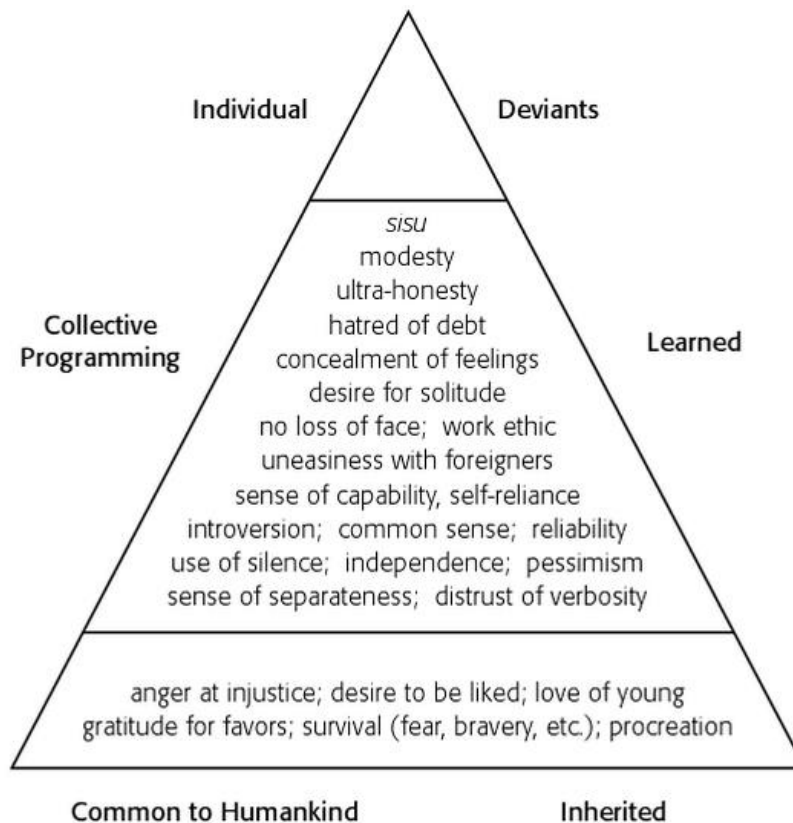 Individual
Deviants
sisu
modesty
ultra-honesty
hatred of debt
concealment of feelings
desire for solitude
no loss of face; work ethic
uneasiness with foreigners
sense of capability, self-reliance
introversion; common sense; reliability
use of silence; independence; pessimism
sense of separateness; distrust of verbosity
Collective
Programming
Learned
anger at injustice; desire to be liked; love of young
gratitude for favors; survival (fear, bravery, etc.); procreation
Common to Humankind
Inherited